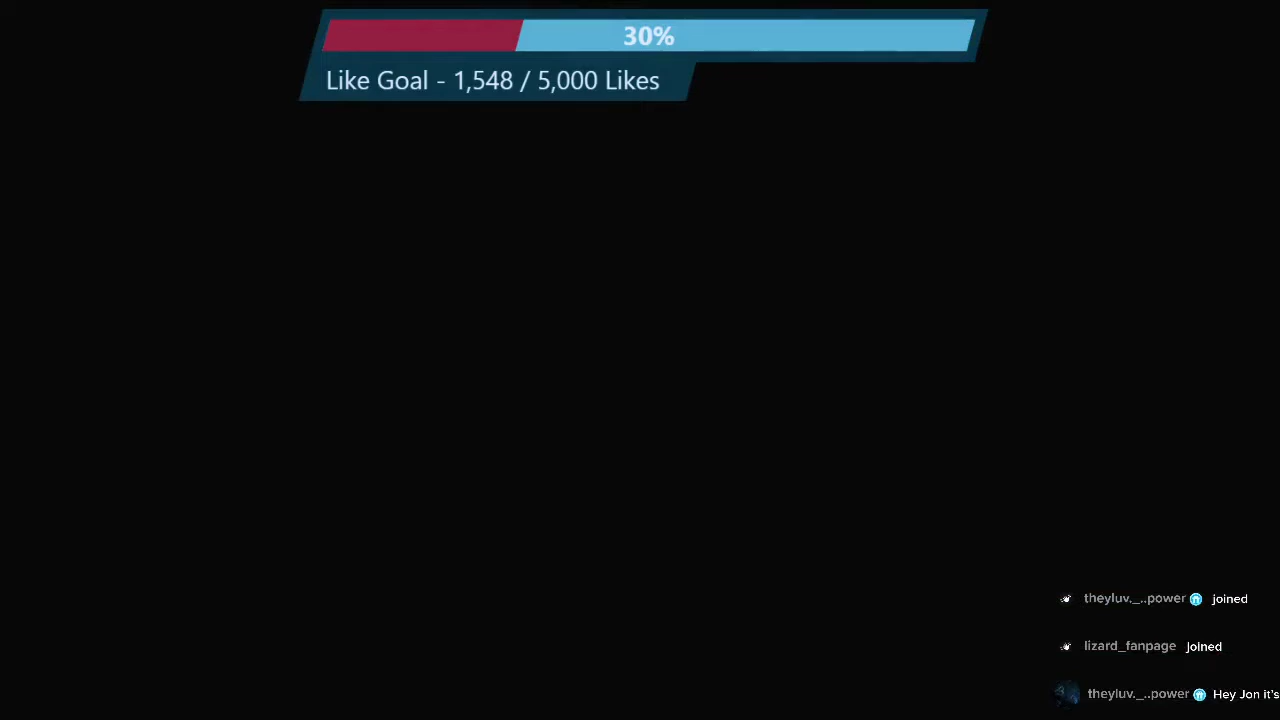 30%
Like Goal - 1,548 / 5,000 Likes
theyluv._..power joined
lizard_fanpage Joined
theyluv._..power Hey Jon it's